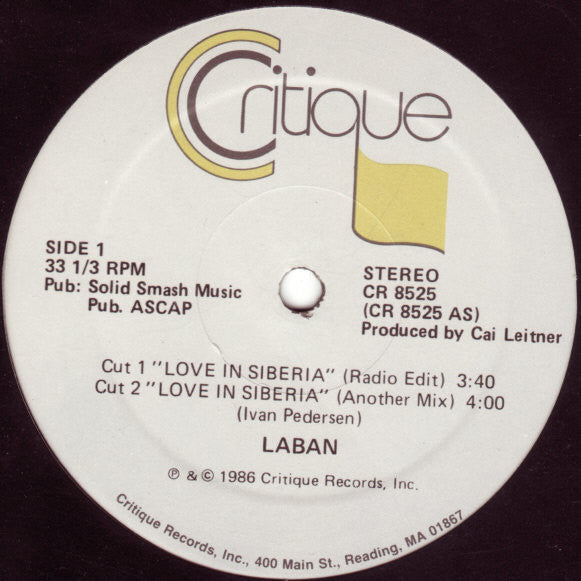 Critique
SIDE 1
33 1/3 RPM
Pub: Solid Smash Music
Pub. ASCAP
STEREO
CR 8525
(CR 8525 AS)
Produced by Cai Leitner
Cut 1 "LOVE IN SIBERIA" (Radio Edit) 3:40
Cut 2 "LOVE IN SIBERIA" (Another Mix) 4:00
(Ivan Pedersen)
LABAN
℗ & © 1986 Critique Records, Inc.
Critique Records, Inc., 400 Main St., Reading, MA 01867